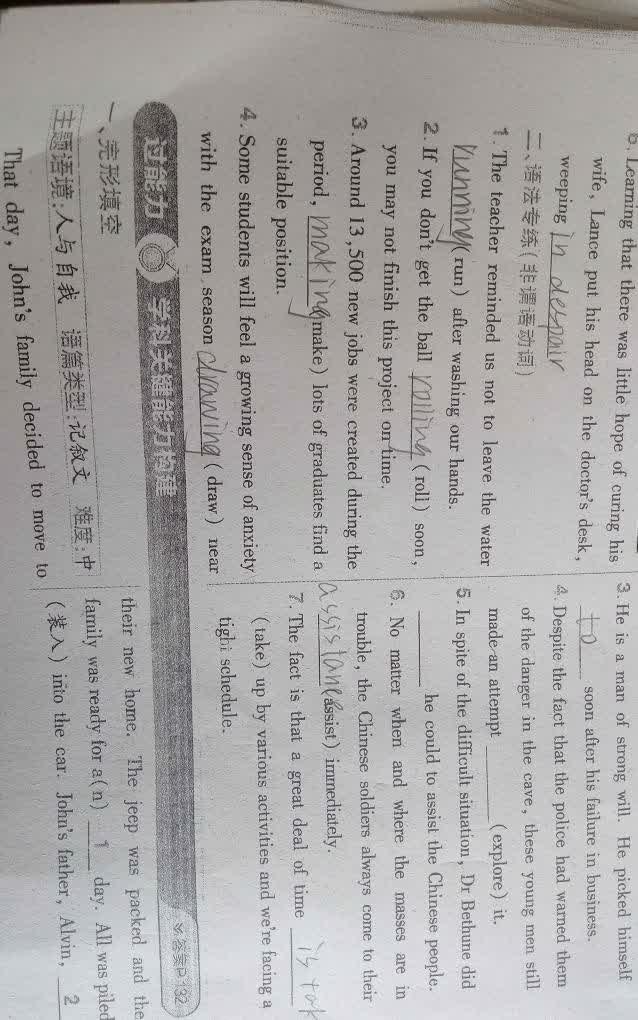 6. Learning that there was little hope of curing his
wife, Lance put his head on the doctor's desk,
weeping in despair
二、语法专练(非谓语动词)
1. The teacher reminded us not to leave the water
running (run) after washing our hands.
2. If you don't get the ball rolling (roll) soon,
you may not finish this project on time.
3. Around 13,500 new jobs were created during the
period, making (make) lots of graduates find a
suitable position.
4. Some students will feel a growing sense of anxiety
with the exam season drawing (draw) near
3. He is a man of strong will. He picked himself
to soon after his failure in business.
4. Despite the fact that the police had warned them
of the danger in the cave, these young men still
made an attempt ____ (explore) it.
5. In spite of the difficult situation, Dr Bethune did
____ he could to assist the Chinese people.
6. No matter when and where the masses are in
trouble, the Chinese soldiers always come to their
assistance (assist) immediately.
7. The fact is that a great deal of time is tak
(take) up by various activities and we're facing a
tight schedule.
过能力 学科关键能力构建 答案P132
一、完形填空
主题语境:人与自我 语篇类型:记叙文 难度:中
That day, John's family decided to move to
their new home. The jeep was packed and the
family was ready for a(n) 1 day. All was piled
(装入) into the car. John's father, Alvin, 2